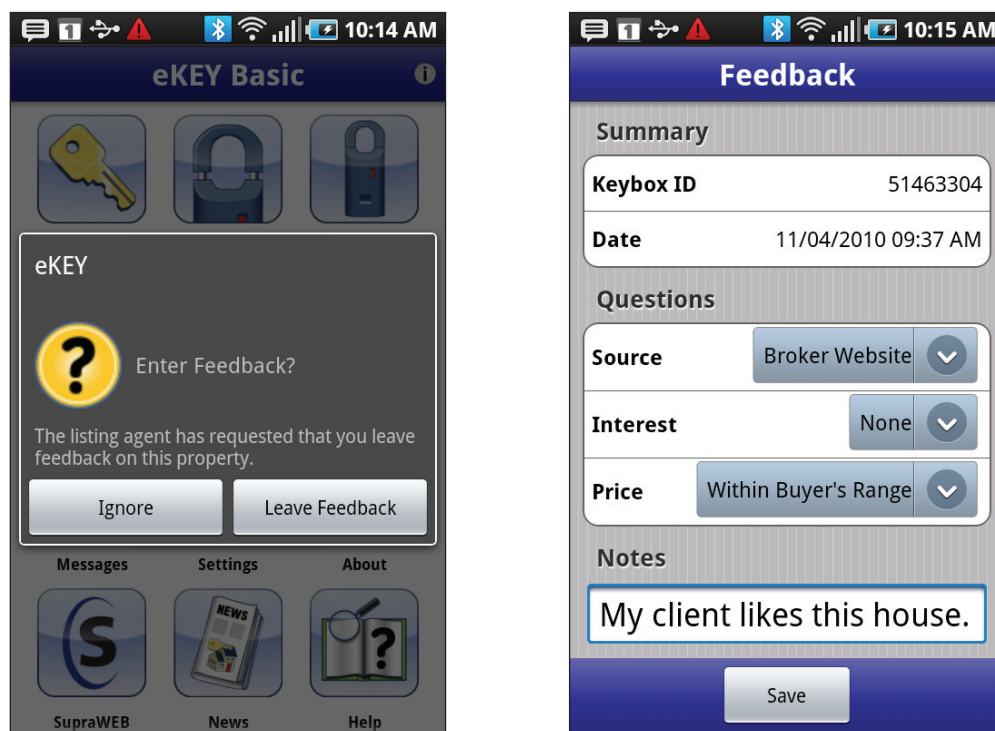 1 10:14 AM
eKEY Basic i
eKEY
?
Enter Feedback?
The listing agent has requested that you leave
feedback on this property.
Ignore Leave Feedback
Messages Settings About
S NEWS ?
SupraWEB News Help
1 10:15 AM
Feedback
Summary
Keybox ID 51463304
Date 11/04/2010 09:37 AM
Questions
Source Broker Website
Interest None
Price Within Buyer's Range
Notes
My client likes this house.
Save